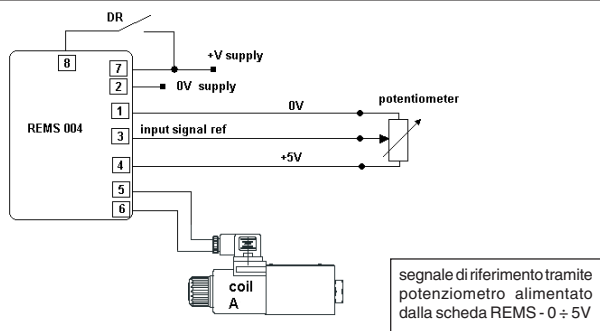 DR
8
7
+V supply
2
0V supply
1
0V
potentiometer
REMS 004
3
input signal ref
4
+5V
5
6
coil
A
segnale di riferimento tramite
potenziometro alimentato
dalla scheda REMS - 0 ÷ 5V